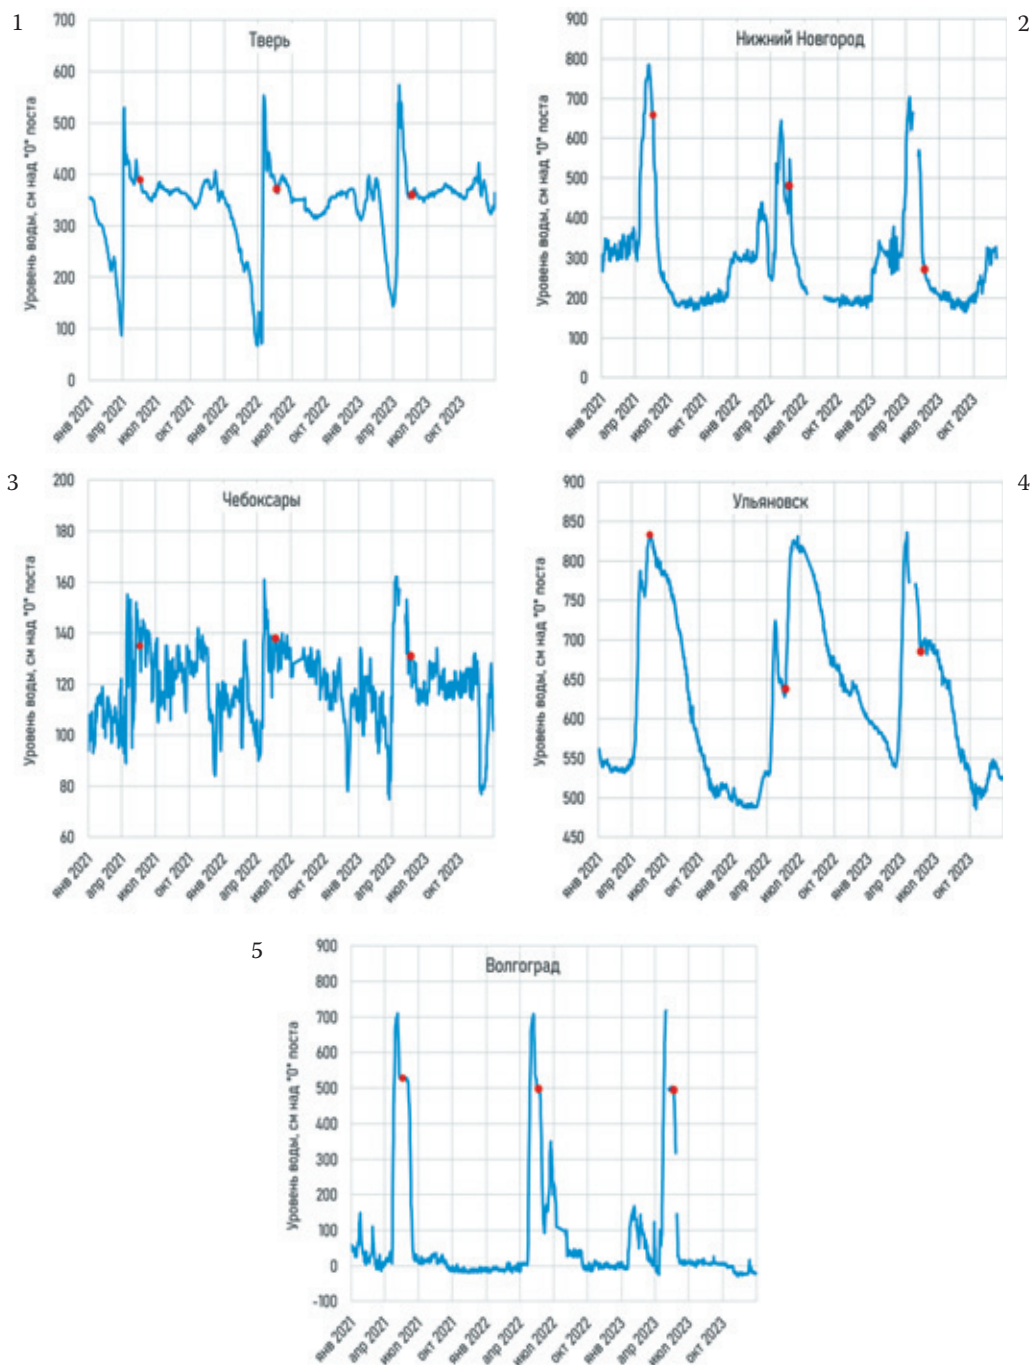 1
Тверь
Уровень воды, см над "0" поста
700
600
500
400
300
200
100
0
янв 2021
апр 2021
июл 2021
окт 2021
янв 2022
апр 2022
июл 2022
окт 2022
янв 2023
апр 2023
июл 2023
окт 2023
2
Нижний Новгород
Уровень воды, см над "0" поста
900
800
700
600
500
400
300
200
100
0
янв 2021
апр 2021
июл 2021
окт 2021
янв 2022
апр 2022
июл 2022
окт 2022
янв 2023
апр 2023
июл 2023
окт 2023
3
Чебоксары
Уровень воды, см над "0" поста
200
180
160
140
120
100
80
60
янв 2021
апр 2021
июл 2021
окт 2021
янв 2022
апр 2022
июл 2022
окт 2022
янв 2023
апр 2023
июл 2023
окт 2023
4
Ульяновск
Уровень воды, см над "0" поста
900
850
800
750
700
650
600
550
500
450
янв 2021
апр 2021
июл 2021
окт 2021
янв 2022
апр 2022
июл 2022
окт 2022
янв 2023
апр 2023
июл 2023
окт 2023
5
Волгоград
Уровень воды, см над "0" поста
900
800
700
600
500
400
300
200
100
0
-100
янв 2021
апр 2021
июл 2021
окт 2021
янв 2022
апр 2022
июл 2022
окт 2022
янв 2023
апр 2023
июл 2023
окт 2023